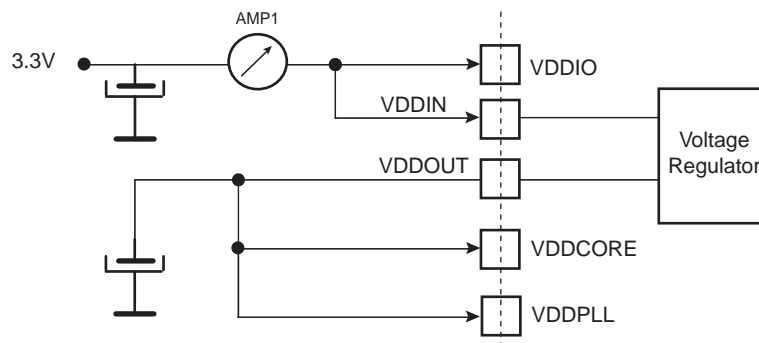 AMP1
3.3V
VDDIO
VDDIN
Voltage
Regulator
VDDOUT
VDDCORE
VDDPLL